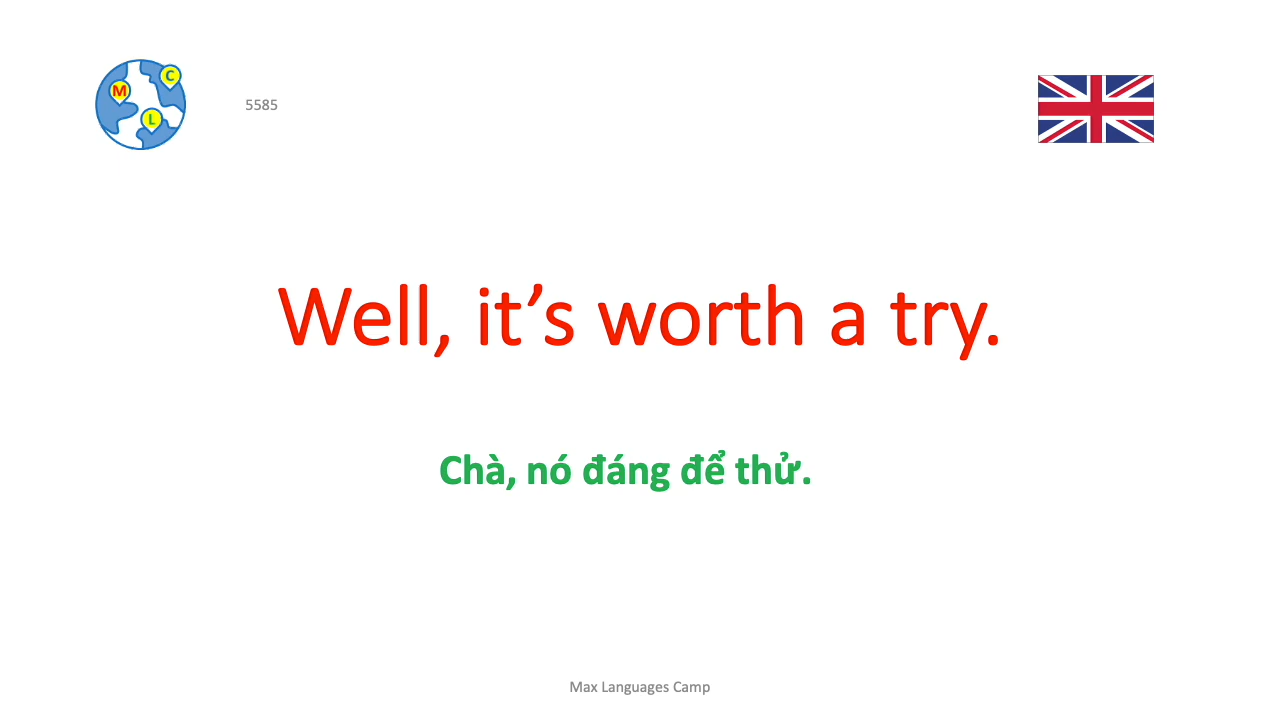 C
M
L
5585
Well, it’s worth a try.
Chà, nó đáng để thử.
Max Languages Camp